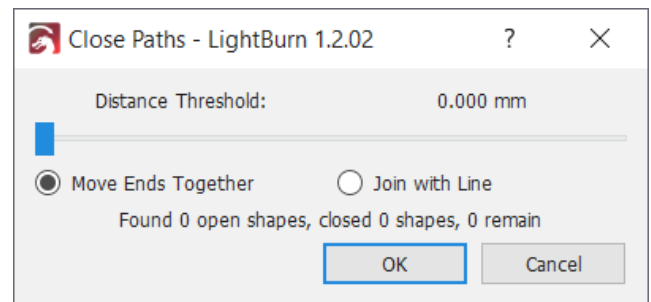 Close Paths - LightBurn 1.2.02 ?
Distance Threshold: 0.000 mm
Move Ends Together Join with Line
Found 0 open shapes, closed 0 shapes, 0 remain
OK Cancel